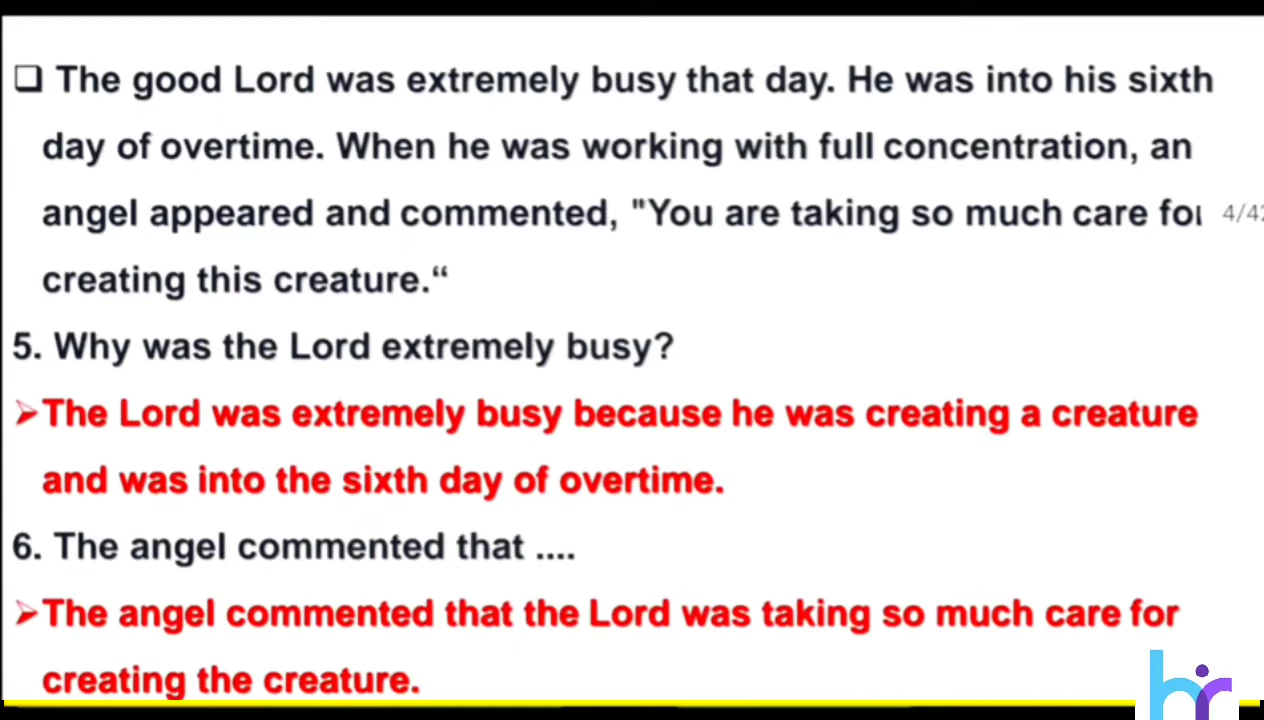 ❑ The good Lord was extremely busy that day. He was into his sixth
day of overtime. When he was working with full concentration, an
angel appeared and commented, "You are taking so much care for
4/42
creating this creature.“
5. Why was the Lord extremely busy?
➢The Lord was extremely busy because he was creating a creature
and was into the sixth day of overtime.
6. The angel commented that ....
➢The angel commented that the Lord was taking so much care for
creating the creature.
hr